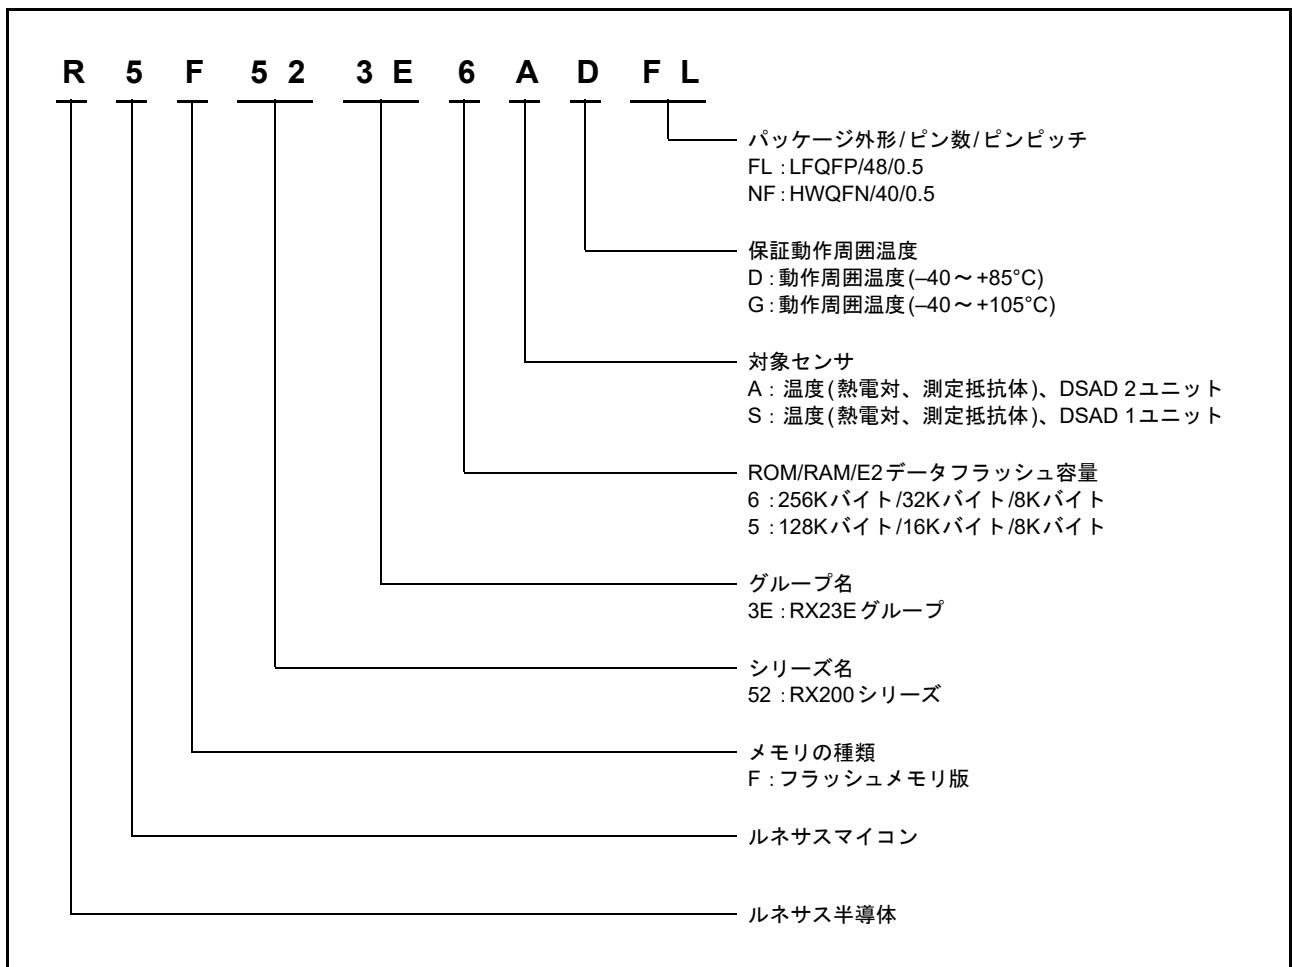 R 5 F 5 2 3 E 6 A D F L
パッケージ外形/ピン数/ピンピッチ
FL : LFQFP/48/0.5
NF : HWQFN/40/0.5
保証動作周囲温度
D : 動作周囲温度(–40～+85°C)
G : 動作周囲温度(–40～+105°C)
対象センサ
A : 温度(熱電対、測定抵抗体)、DSAD 2ユニット
S : 温度(熱電対、測定抵抗体)、DSAD 1ユニット
ROM/RAM/E2データフラッシュ容量
6 : 256Kバイト/32Kバイト/8Kバイト
5 : 128Kバイト/16Kバイト/8Kバイト
グループ名
3E : RX23Eグループ
シリーズ名
52 : RX200シリーズ
メモリの種類
F : フラッシュメモリ版
ルネサスマイコン
ルネサス半導体